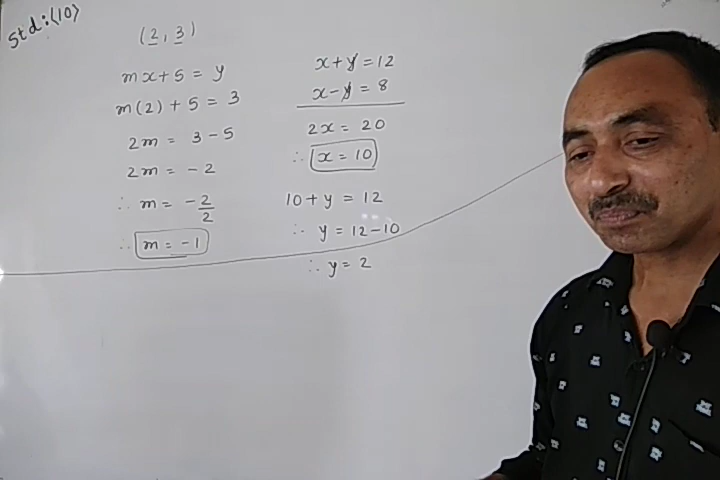 Std:(10)
(2, 3)
mx+5 = y
m(2) + 5 = 3
2m = 3-5
2m = -2
∴ m = -2/2
∴ m = -1
x+y = 12
x-y = 8
2x = 20
∴ x = 10
10+y = 12
∴ y = 12-10
∴ y = 2